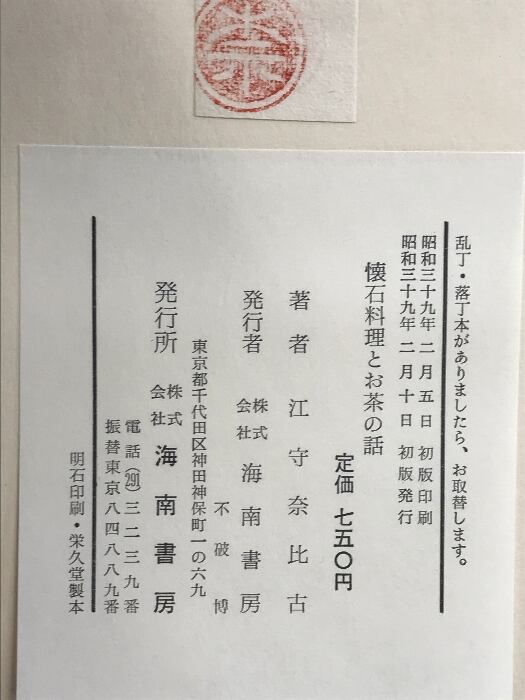 乱丁・落丁本がありましたら、お取替します。
昭和三十九年 二月 五日 初版印刷
昭和三十九年 二月 十日 初版発行
懐石料理とお茶の話
定価 七五〇円
著者 江守奈比古
発行者 株式会社 海南書房
不破博
東京都千代田区神田神保町一の六九
発行所 株式会社 海南書房
電話(291)三二三九番
振替東京八四八八九番
明石印刷・栄久堂製本